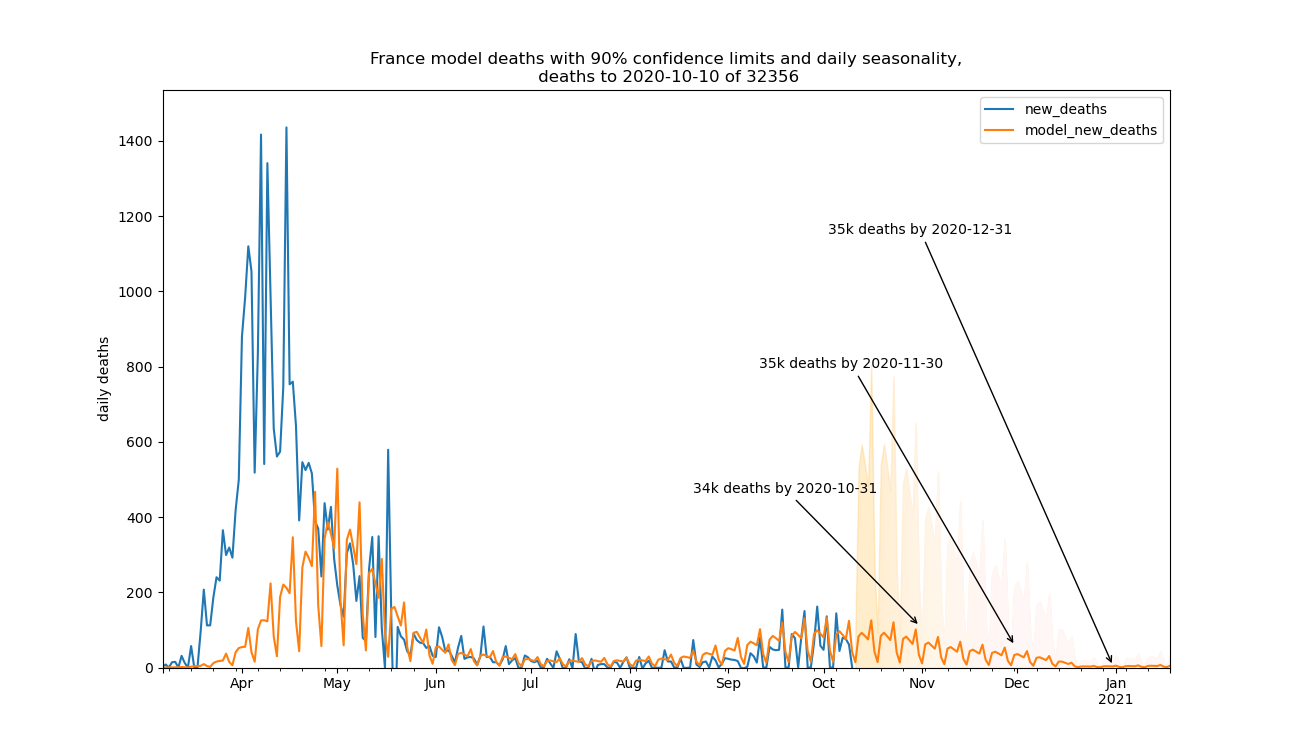 France model deaths with 90% confidence limits and daily seasonality,
deaths to 2020-10-10 of 32356
new_deaths
model_new_deaths
daily deaths
1400
1200
1000
800
600
400
200
0
35k deaths by 2020-12-31
35k deaths by 2020-11-30
34k deaths by 2020-10-31
Apr
May
Jun
Jul
Aug
Sep
Oct
Nov
Dec
Jan
2021